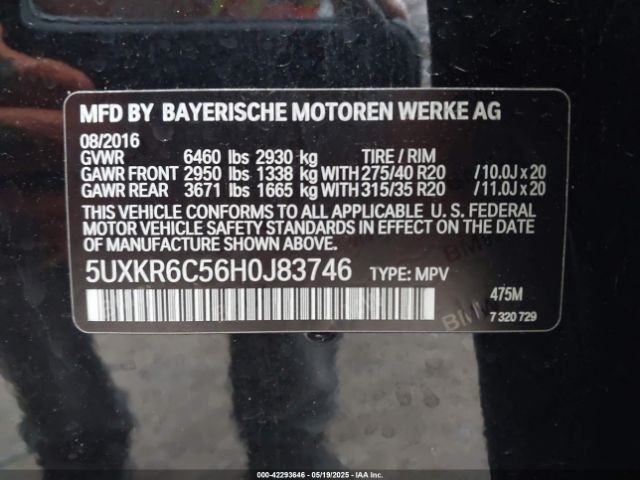 MFD BY BAYERISCHE MOTOREN WERKE AG
08/2016
GVWR 6460 lbs 2930 kg TIRE / RIM
GAWR FRONT 2950 lbs 1338 kg WITH 275/40 R20 /10.0J x 20
GAWR REAR 3671 lbs 1665 kg WITH 315/35 R20 /11.0J x 20
THIS VEHICLE CONFORMS TO ALL APPLICABLE U. S. FEDERAL
MOTOR VEHICLE SAFETY STANDARDS IN EFFECT ON THE DATE
OF MANUFACTURE SHOWN ABOVE.
5UXKR6C56H0J83746 TYPE: MPV
475M
7 320 729
000-42293646 - 05/19/2025 - IAA Inc.